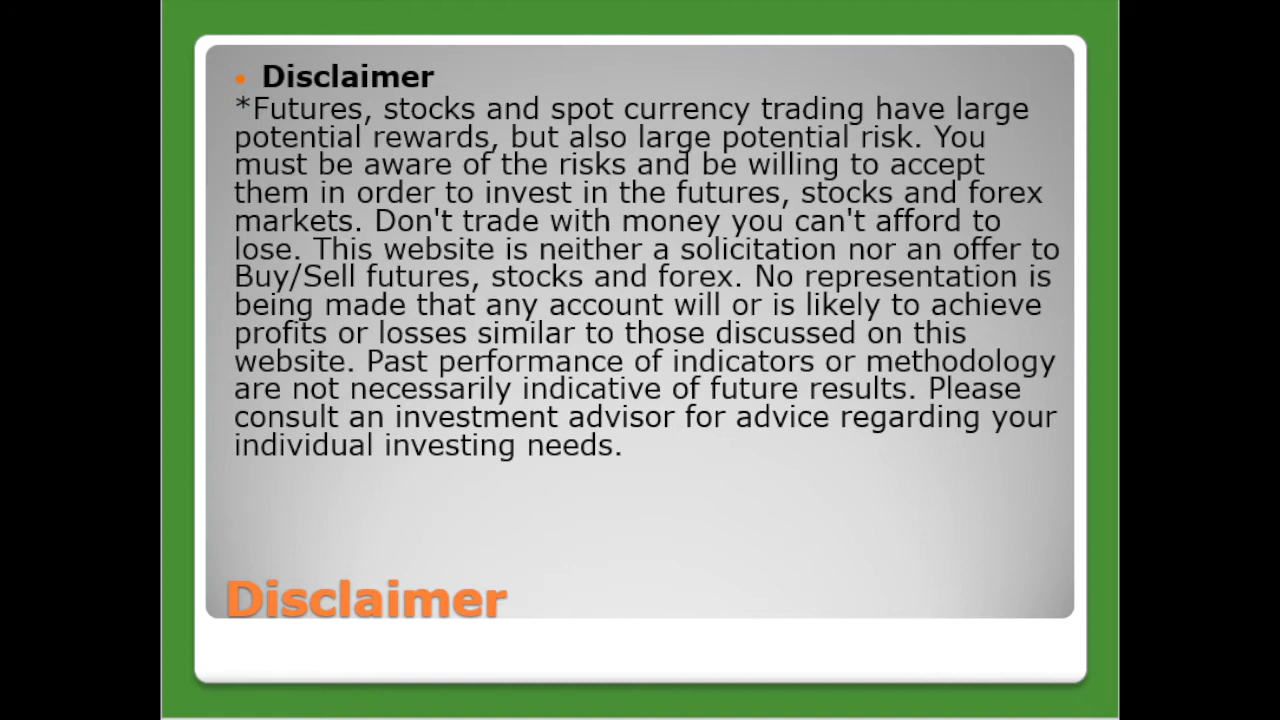 • Disclaimer
*Futures, stocks and spot currency trading have large
potential rewards, but also large potential risk. You
must be aware of the risks and be willing to accept
them in order to invest in the futures, stocks and forex
markets. Don't trade with money you can't afford to
lose. This website is neither a solicitation nor an offer to
Buy/Sell futures, stocks and forex. No representation is
being made that any account will or is likely to achieve
profits or losses similar to those discussed on this
website. Past performance of indicators or methodology
are not necessarily indicative of future results. Please
consult an investment advisor for advice regarding your
individual investing needs.
Disclaimer